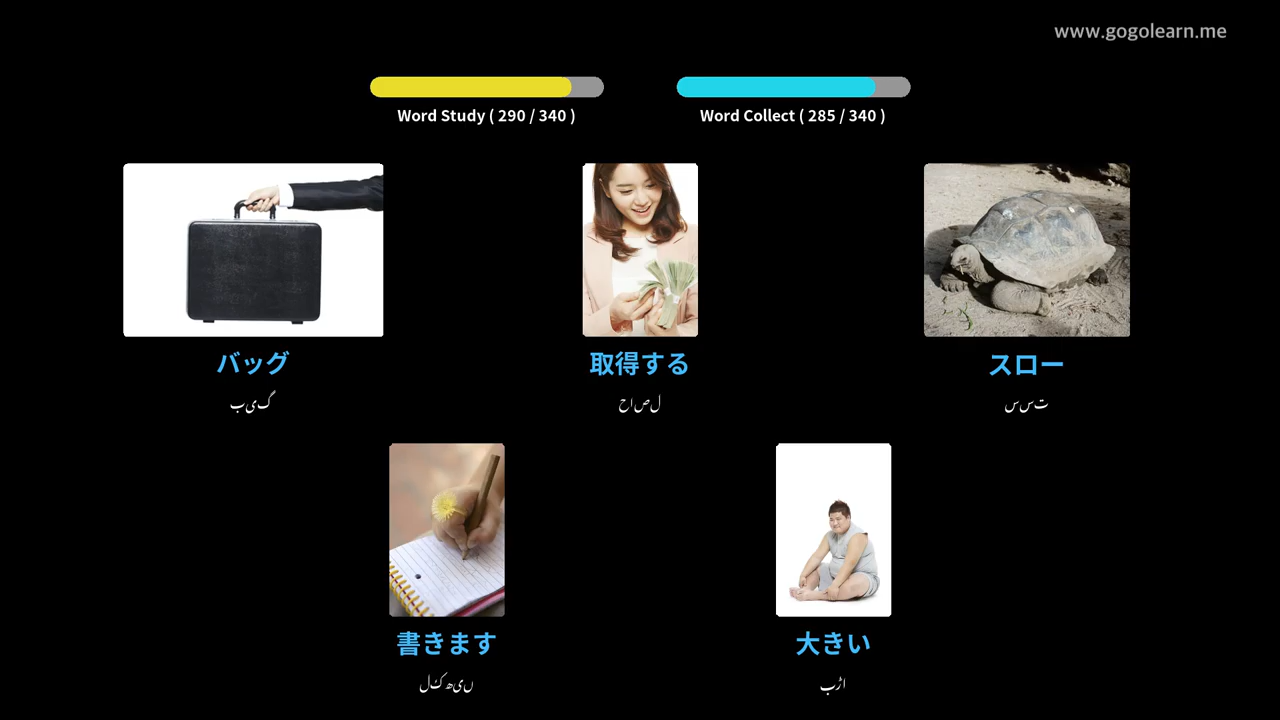 www.gogolearn.me
Word Study ( 290 / 340 )
Word Collect ( 285 / 340 )
バッグ
بیگ
取得する
حاصل
スロー
سست
書きます
لکھیں
大きい
بڑا